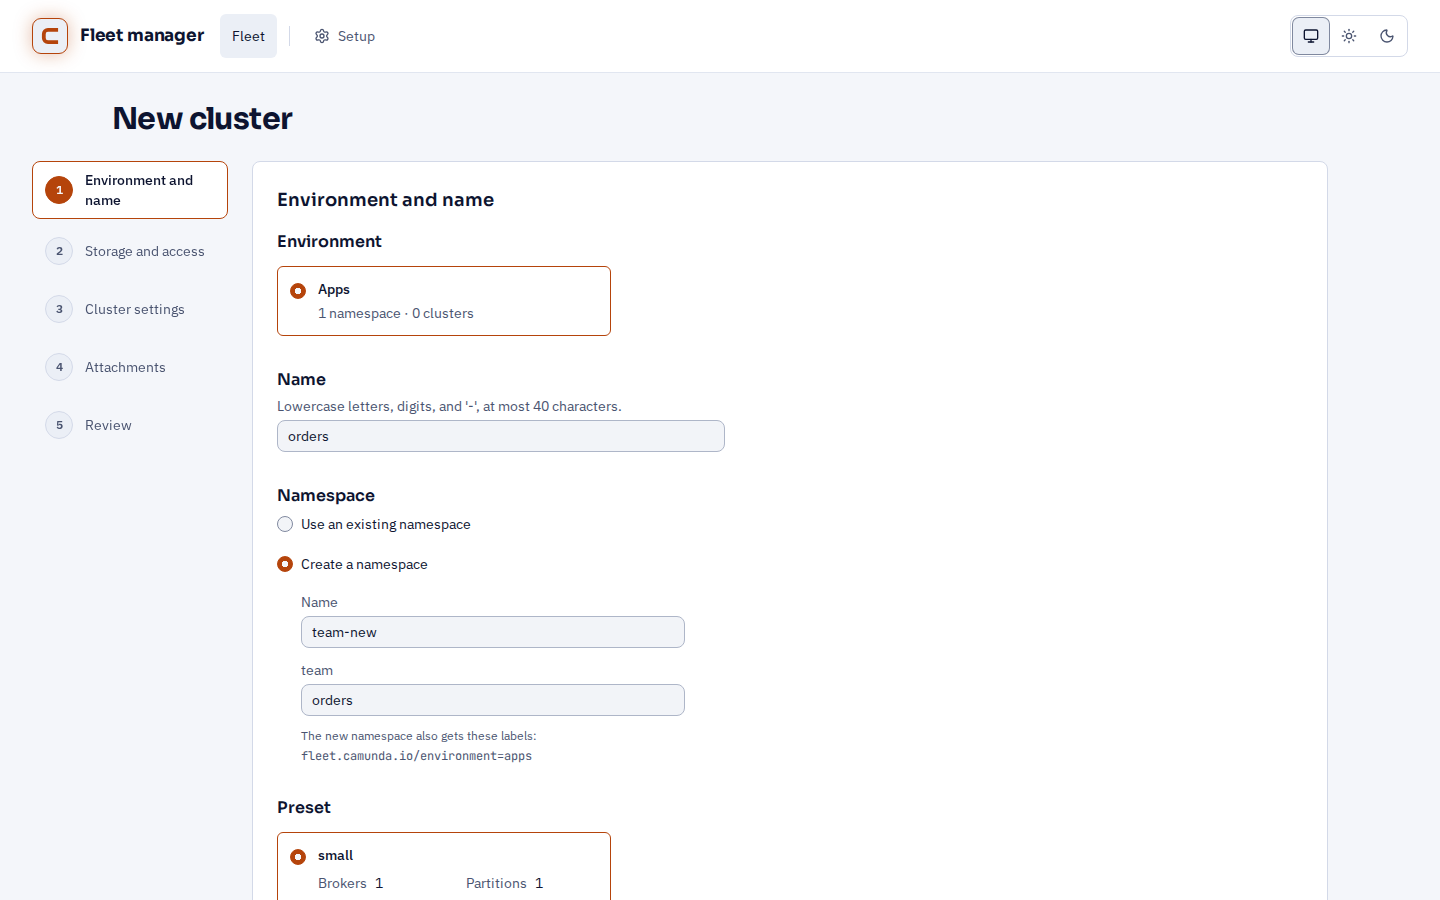 Fleet manager
Fleet
Setup
New cluster
1
Environment and
name
2
Storage and access
3
Cluster settings
4
Attachments
5
Review
Environment and name
Environment
Apps
1 namespace · 0 clusters
Name
Lowercase letters, digits, and '-', at most 40 characters.
orders
Namespace
Use an existing namespace
Create a namespace
Name
team-new
team
orders
The new namespace also gets these labels:
fleet.camunda.io/environment=apps
Preset
small
Brokers 1
Partitions 1